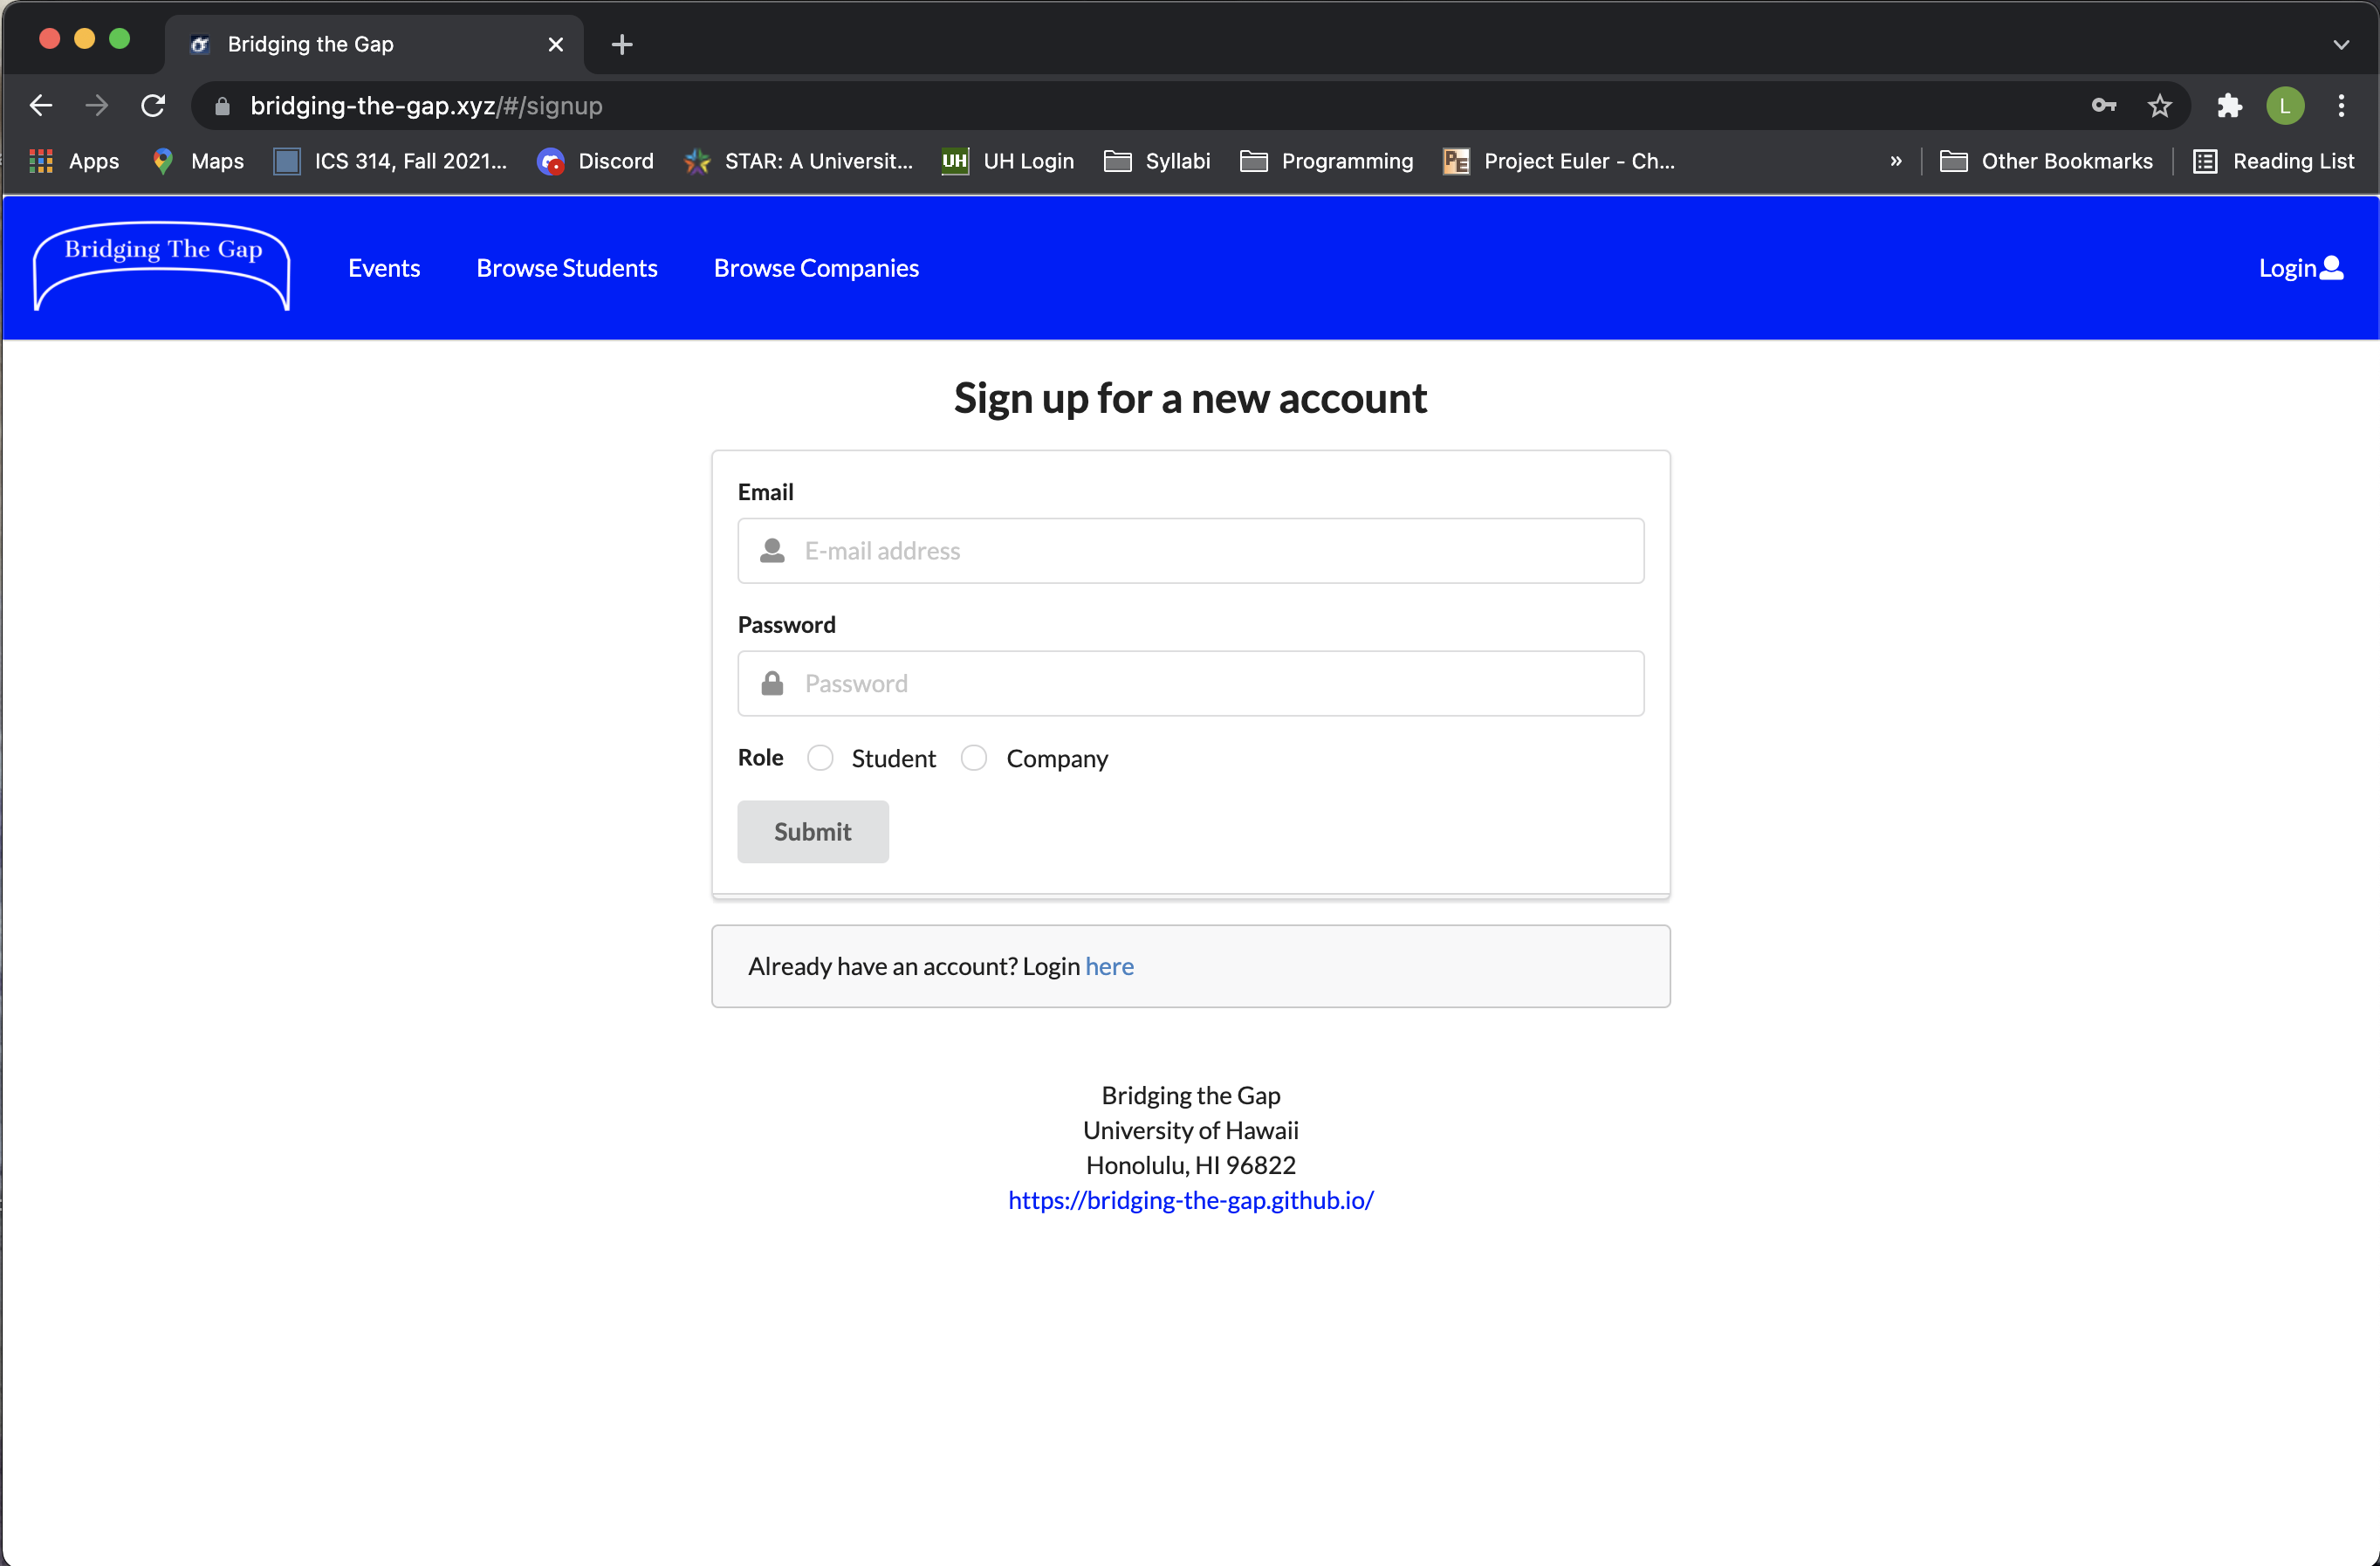 Bridging the Gap
bridging-the-gap.xyz/#/signup
L
Apps Maps ICS 314, Fall 2021... Discord STAR: A Universit... UH UH Login Syllabi Programming PE Project Euler - Ch... » Other Bookmarks Reading List
Bridging The Gap Events Browse Students Browse Companies Login
Sign up for a new account
Email
E-mail address
Password
Password
Role Student Company
Submit
Already have an account? Login here
Bridging the Gap
University of Hawaii
Honolulu, HI 96822
https://bridging-the-gap.github.io/